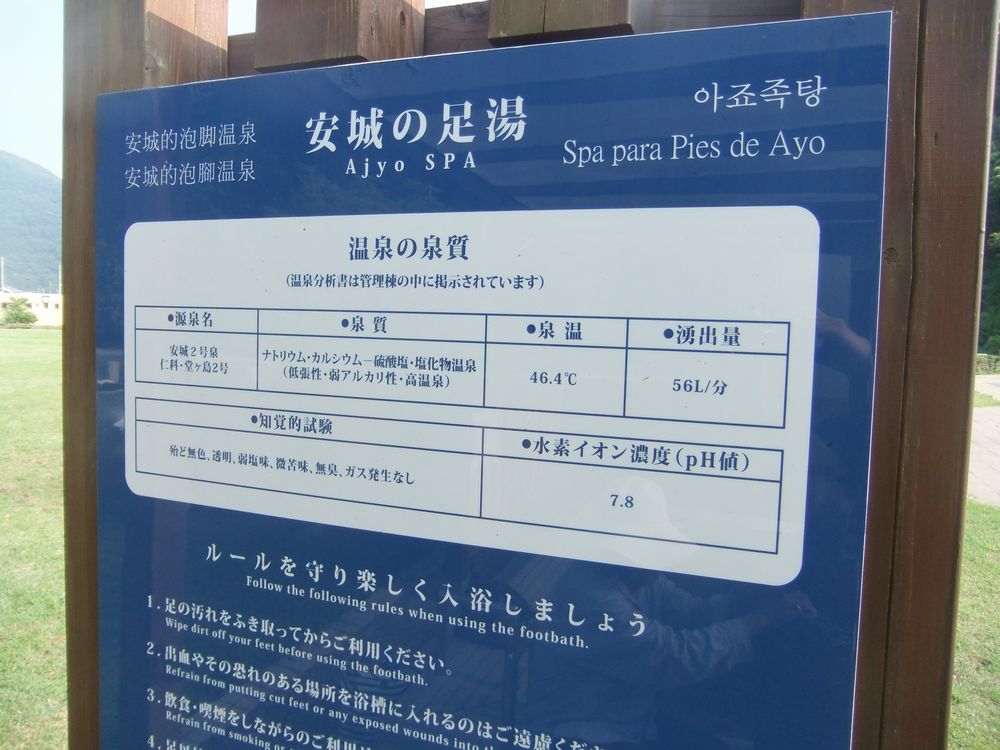 安城的泡脚温泉
安城的泡腳温泉
安城の足湯
Ajyo SPA
아죠족탕
Spa para Pies de Ayo
温泉の泉質
（温泉分析書は管理棟の中に掲示されています）
●源泉名
●泉 質
●泉 温
●湧出量
安城２号泉
仁科・堂ヶ島2号
ナトリウム・カルシウム－硫酸塩・塩化物温泉
（低張性・弱アルカリ性・高温泉）
46.4℃
56L/分
●知覚的試験
●水素イオン濃度（pH値）
殆ど無色、透明、弱塩味、微苦味、無臭、ガス発生なし
7.8
ルールを守り楽しく入浴しましょう
Follow the following rules when using the footbath.
1. 足の汚れをふき取ってからご利用ください。
Wipe dirt off your feet before using the footbath.
2. 出血やその恐れのある場所を浴槽に入れるのはご遠慮くだ
Refrain from putting cut feet or any exposed wounds into
3. 飲食・喫煙をしながらのご利用
Refrain from smoking or
4.